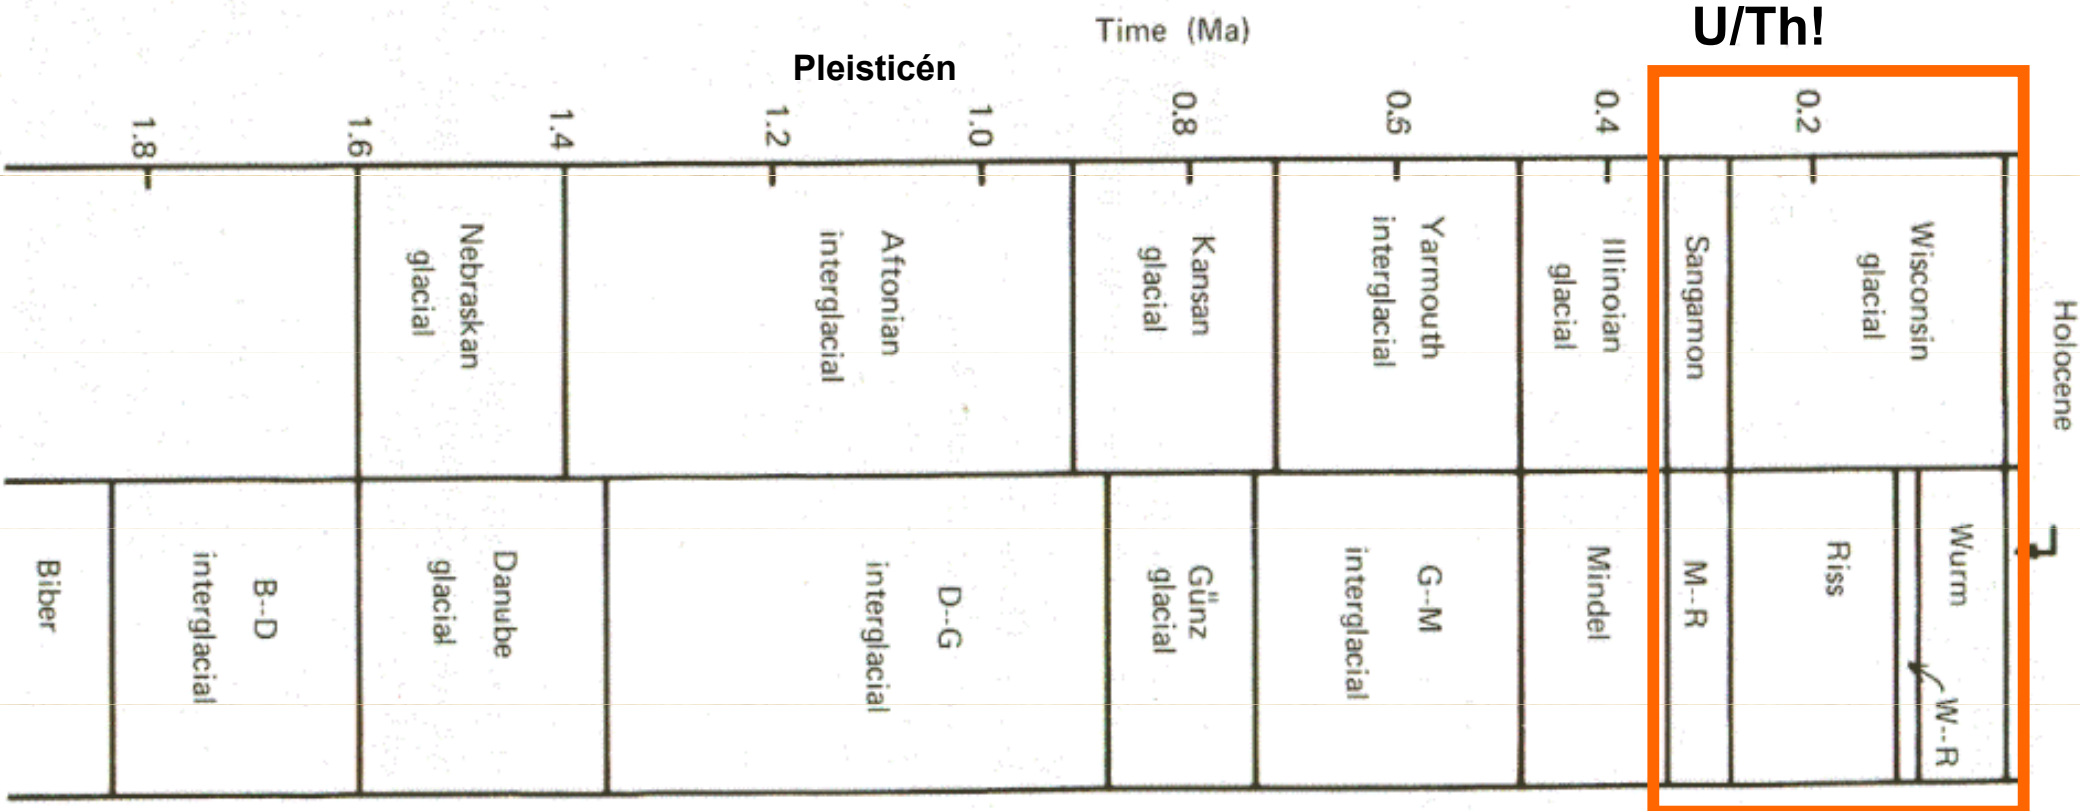 U/Th!
Time (Ma)
Pleisticén
1.8
1.6
1.4
1.2
1.0
0.8
0.6
0.4
0.2
Nebraskan
glacial
Aftonian
interglacial
Kansan
glacial
Yarmouth
interglacial
Illinoian
glacial
Sangamon
Wisconsin
glacial
Holocene
Biber
B--D
interglacial
Danube
glacial
D--G
interglacial
Günz
glacial
G--M
interglacial
Mindel
M--R
Riss
Wurm
W--R